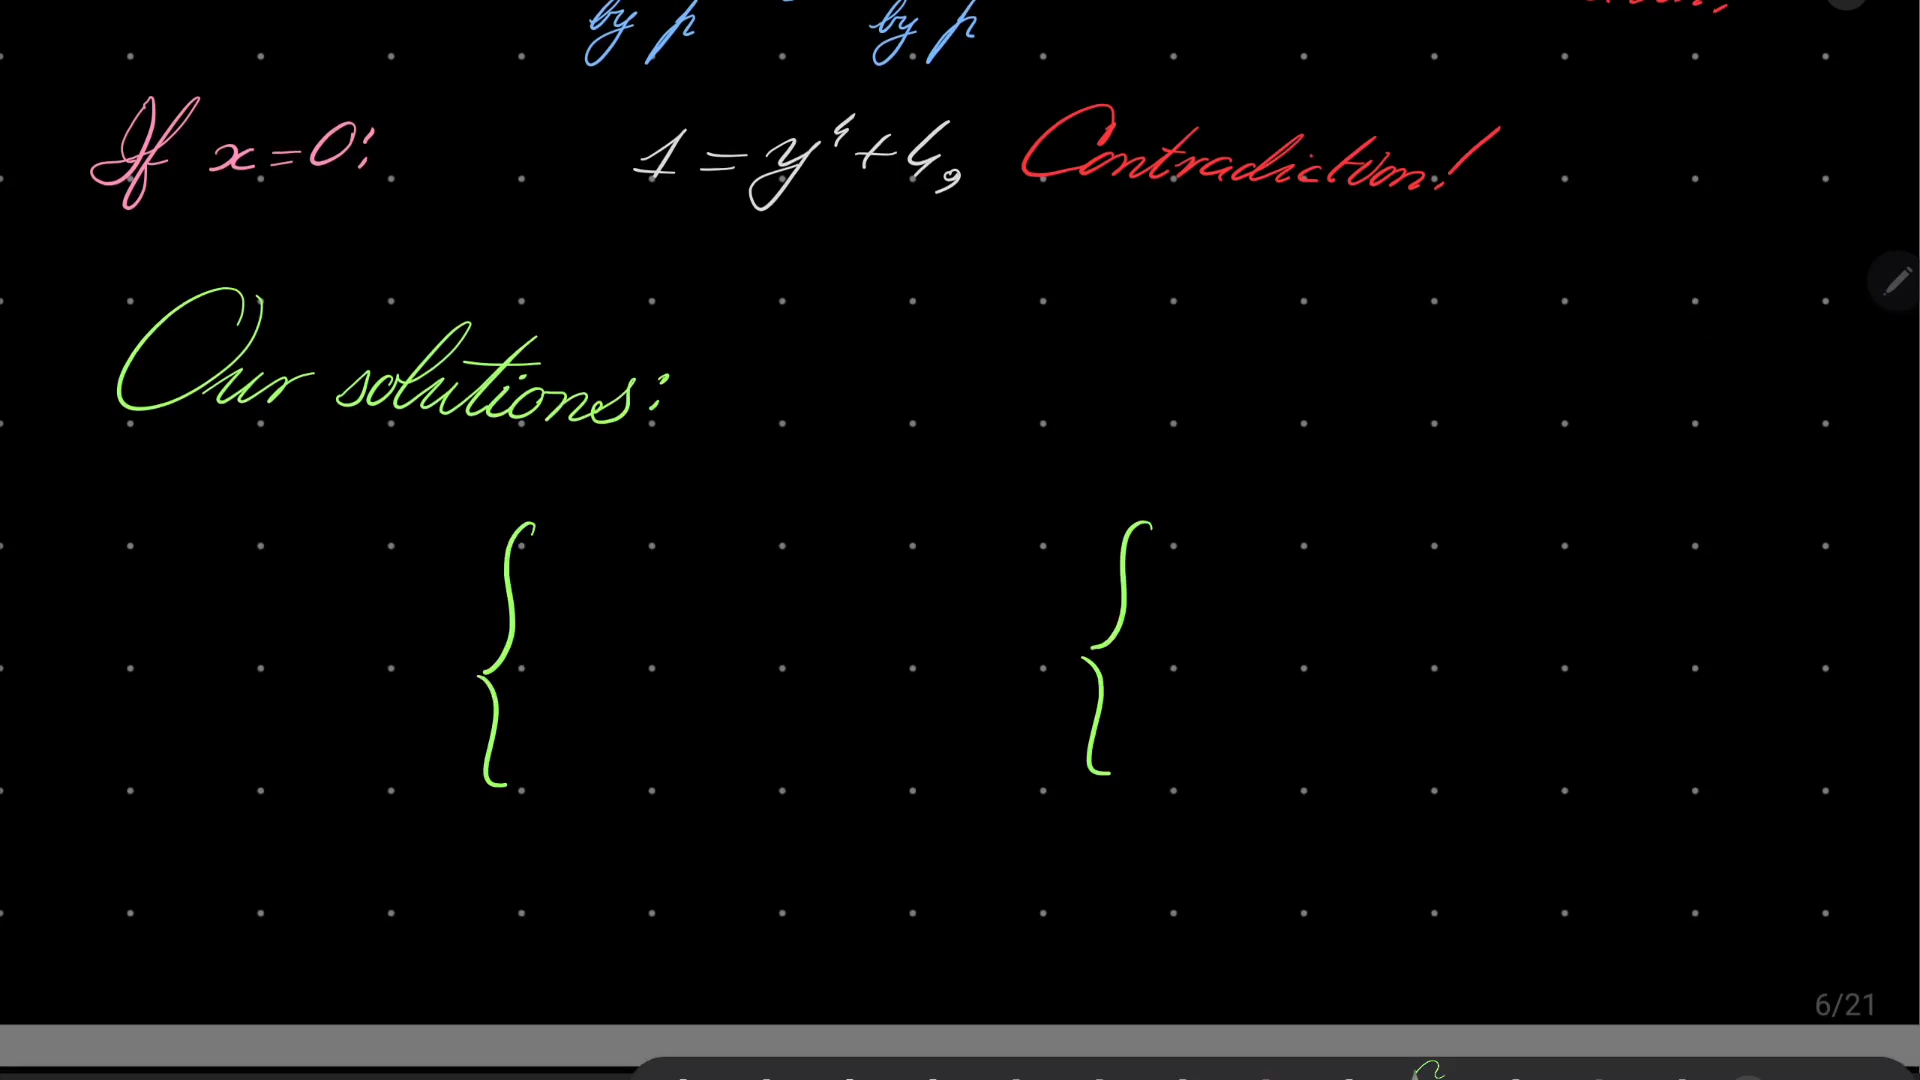 by p by p
If x=0: 1=y⁴+4, Contradiction!
Our solutions:
{ {
6/21